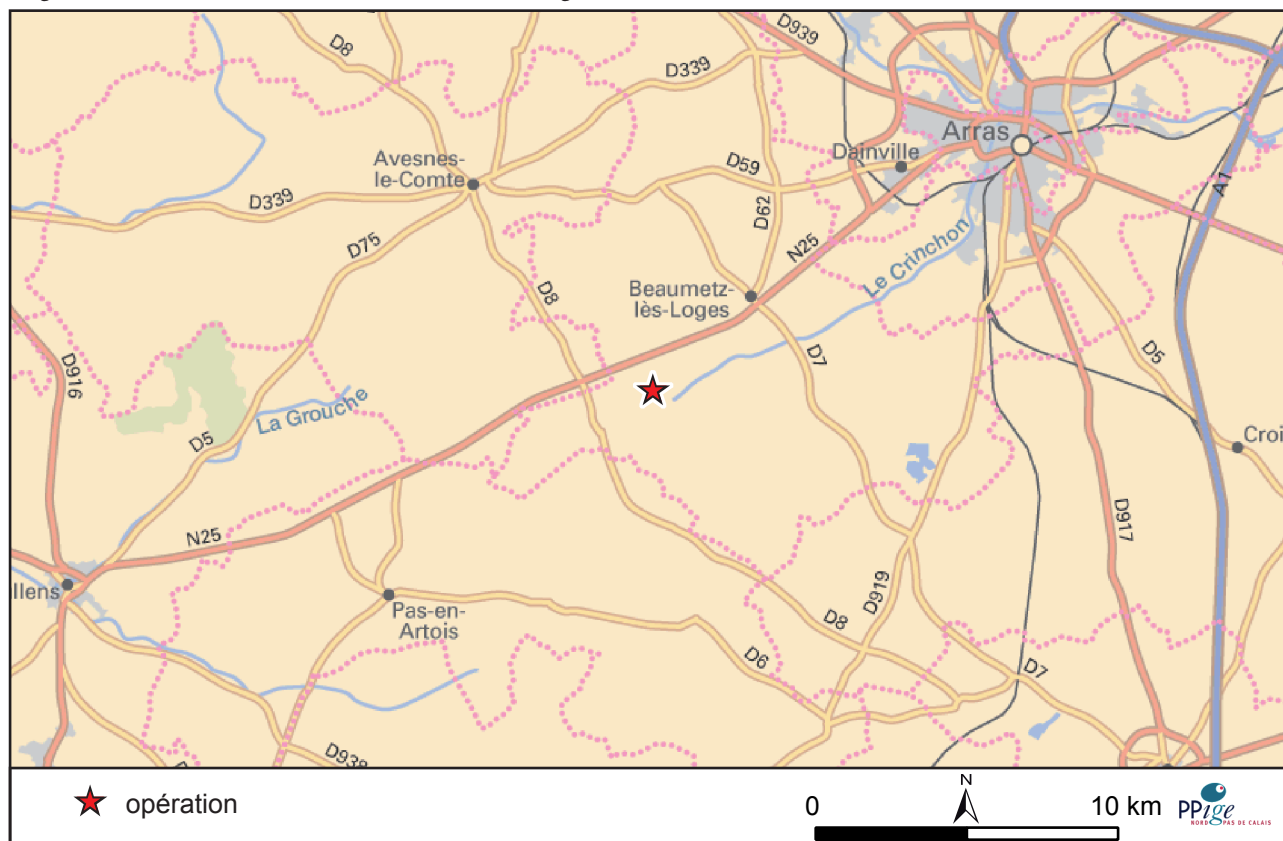 D8
D939
D339
Arras
Avesnes-
le-Comte
Dainville
D59
D339
D62
A1
D75
N25
Le Crinchon
Beaumetz-
lès-Loges
D8
D7
D5
D916
La Grouche
D5
Croi
D917
N25
llens
Pas-en-
Artois
D919
D8
D6
D7
D938
opération
0
N
10 km
PPige
NORD PAS DE CALAIS